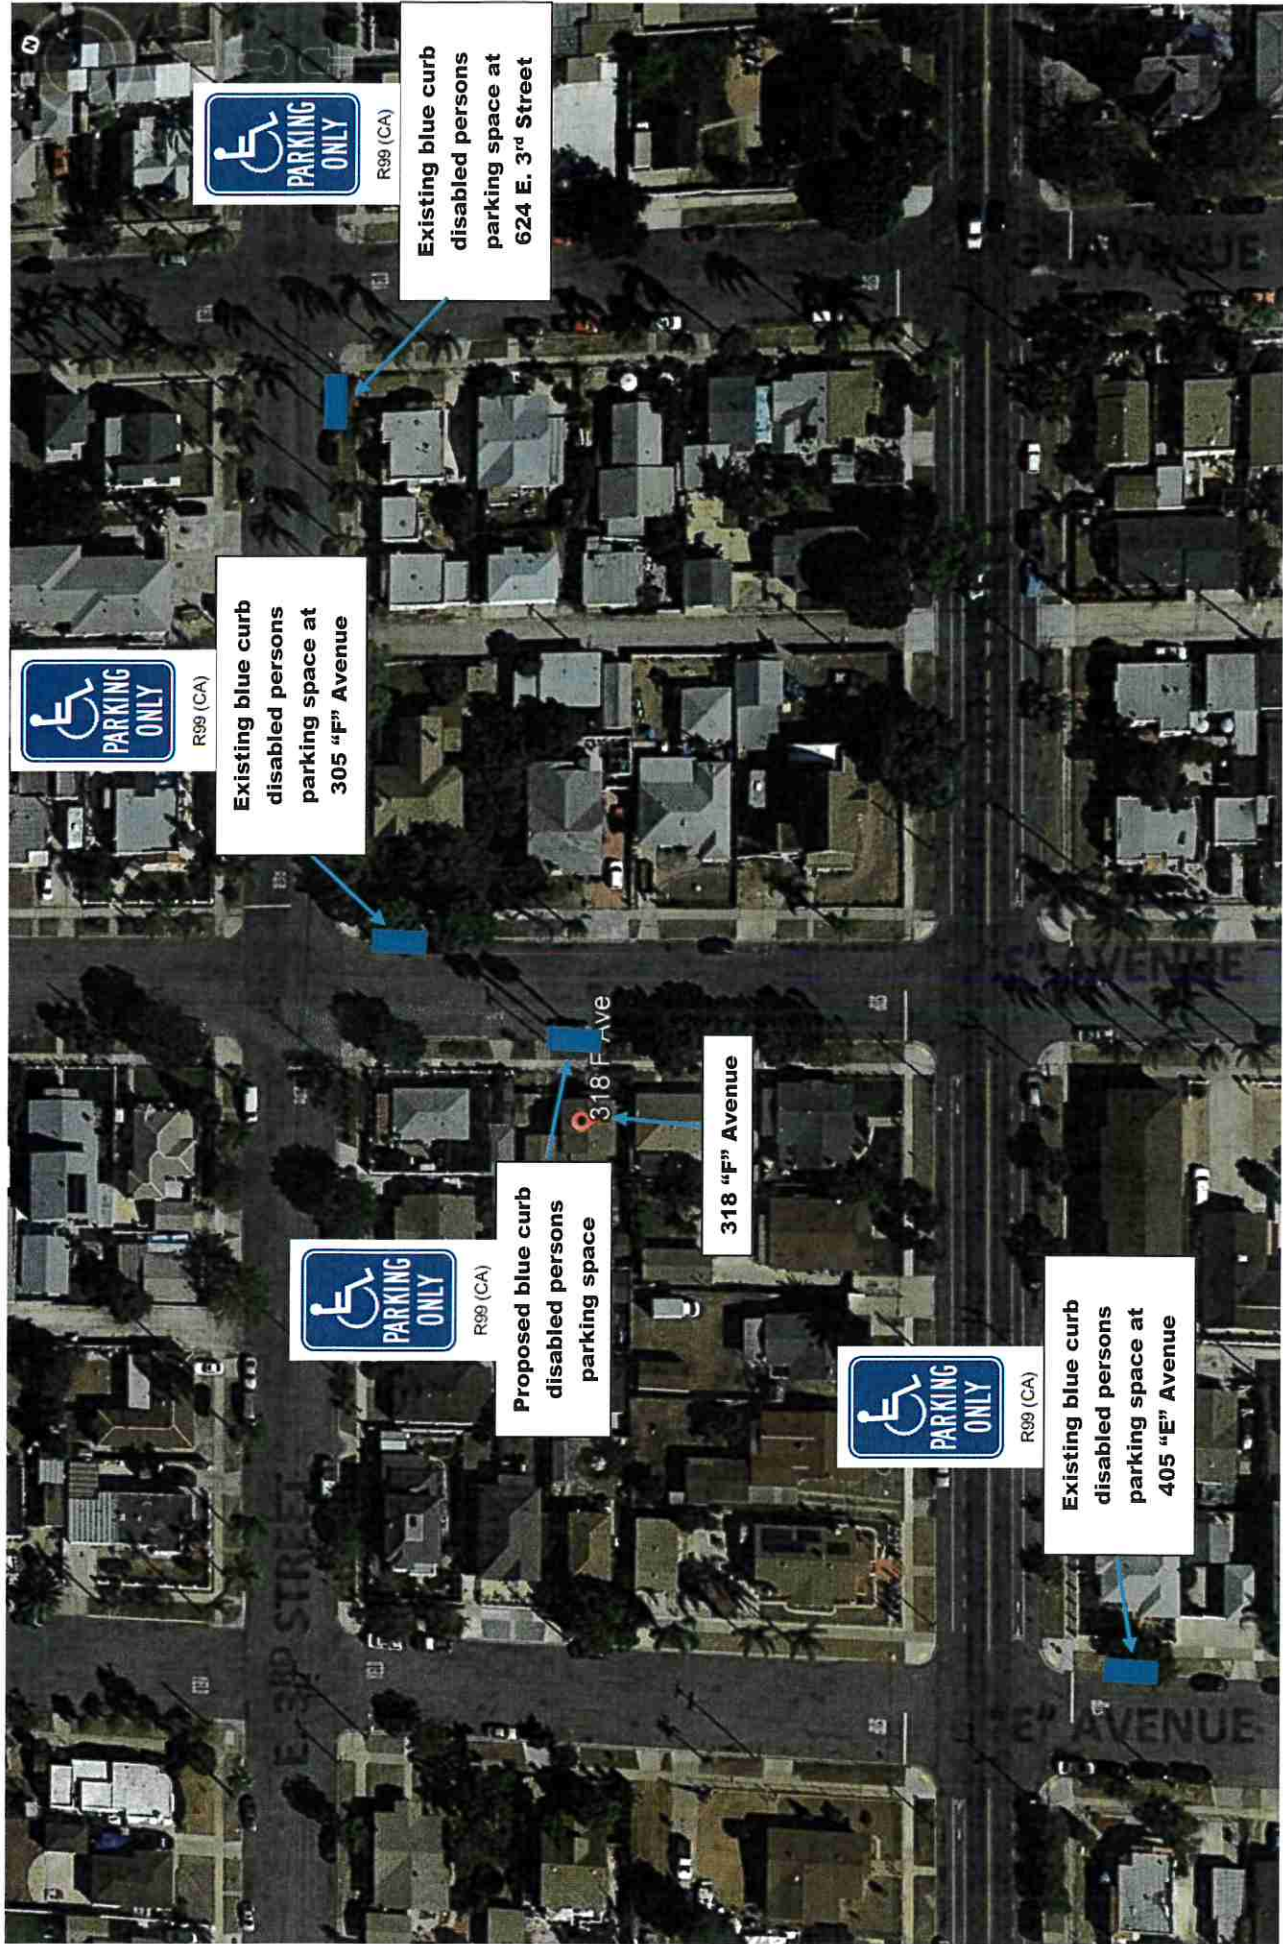 N
PARKING
ONLY
R99 (CA)
Existing blue curb
disabled persons
parking space at
624 E. 3rd Street
AVENUE
PARKING
ONLY
R99 (CA)
Existing blue curb
disabled persons
parking space at
305 “F” Avenue
AVENUE
318 F Ave
318 “F” Avenue
PARKING
ONLY
R99 (CA)
Proposed blue curb
disabled persons
parking space
PARKING
ONLY
R99 (CA)
Existing blue curb
disabled persons
parking space at
405 “E” Avenue
E. 3RD STREET
"E" AVENUE